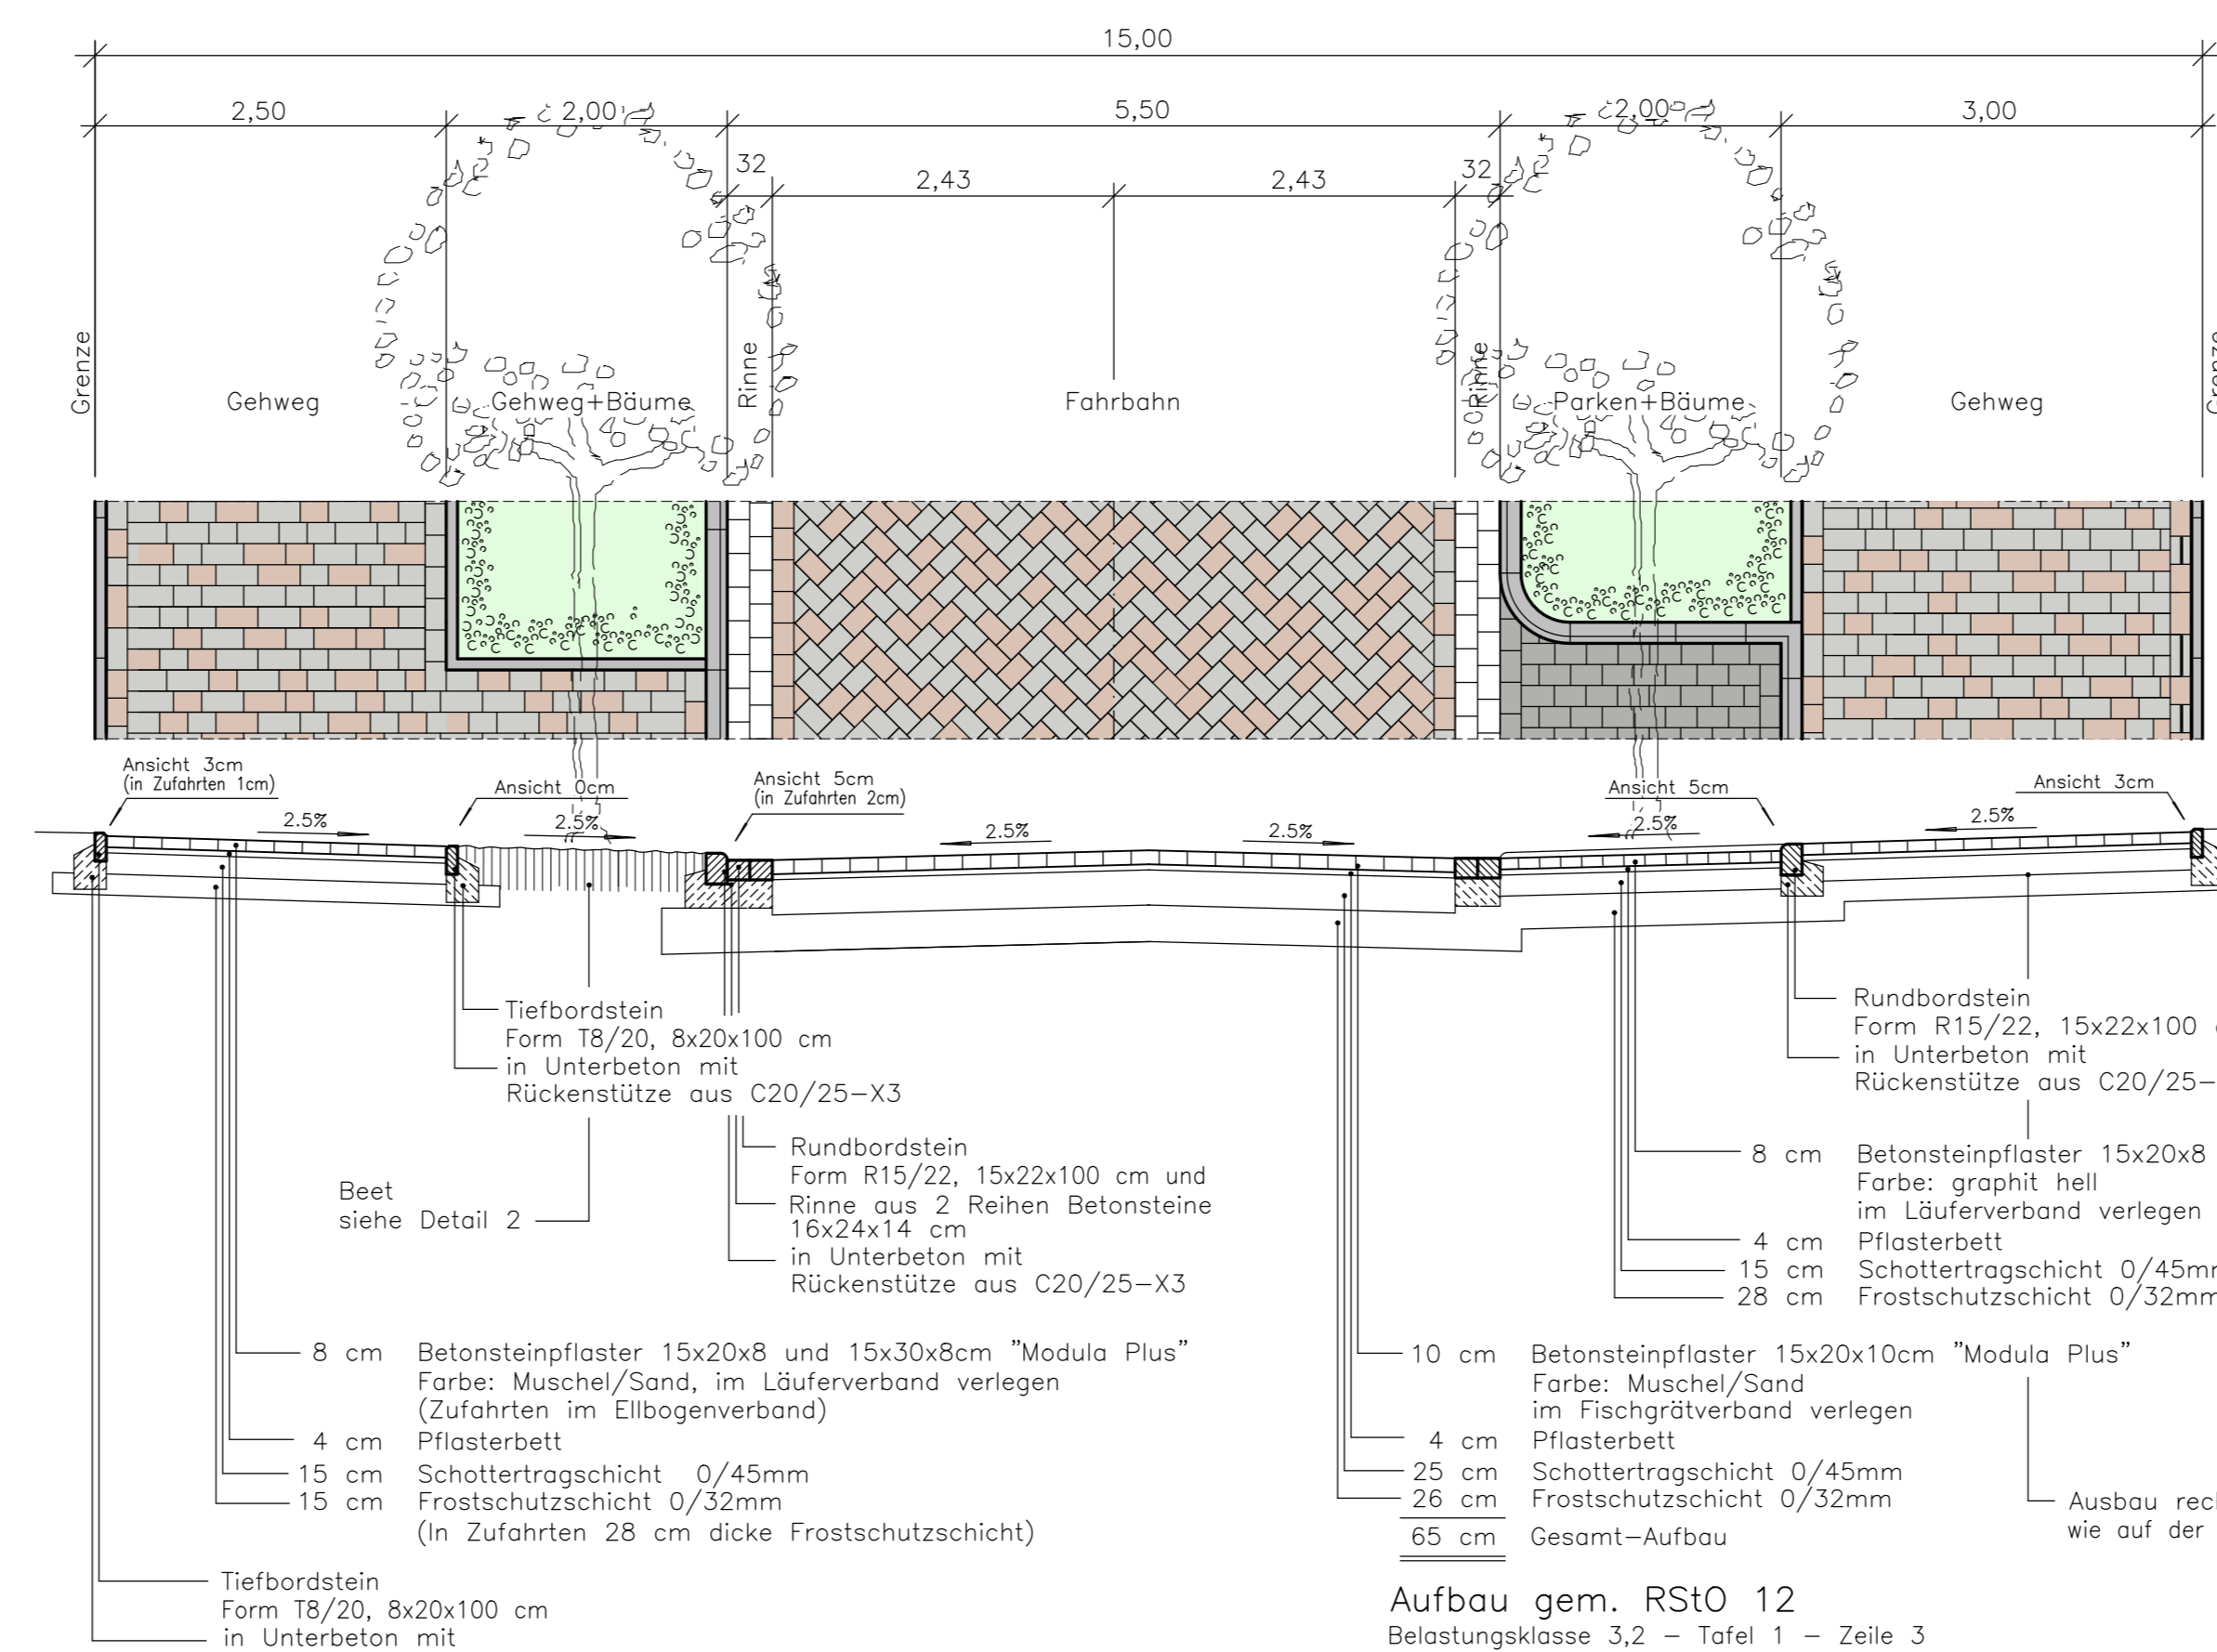 15,00
2,50
2,00
5,50
2,00
3,00
32
2,43
2,43
32
Grenze
Gehweg
Gehweg+Bäume
Rinne
Fahrbahn
Rinne
Parken+Bäume
Gehweg
Grenze
Ansicht 3cm
(in Zufahrten 1cm)
Ansicht 0cm
Ansicht 5cm
(in Zufahrten 2cm)
Ansicht 5cm
Ansicht 3cm
2.5%
2.5%
2.5%
2.5%
2.5%
2.5%
Tiefbordstein
Form T8/20, 8x20x100 cm
in Unterbeton mit
Rückenstütze aus C20/25-X3
Rundbordstein
Form R15/22, 15x22x100
in Unterbeton mit
Rückenstütze aus C20/25-
Beet
siehe Detail 2
Rundbordstein
Form R15/22, 15x22x100 cm und
Rinne aus 2 Reihen Betonsteine
16x24x14 cm
in Unterbeton mit
Rückenstütze aus C20/25-X3
8 cm Betonsteinpflaster 15x20x8
Farbe: graphit hell
im Läuferverband verlegen
4 cm Pflasterbett
15 cm Schottertragschicht 0/45mm
28 cm Frostschutzschicht 0/32mm
8 cm Betonsteinpflaster 15x20x8 und 15x30x8cm "Modula Plus"
Farbe: Muschel/Sand, im Läuferverband verlegen
(Zufahrten im Ellbogenverband)
4 cm Pflasterbett
15 cm Schottertragschicht 0/45mm
15 cm Frostschutzschicht 0/32mm
(In Zufahrten 28 cm dicke Frostschutzschicht)
10 cm Betonsteinpflaster 15x20x10cm "Modula Plus"
Farbe: Muschel/Sand
im Fischgrätverband verlegen
4 cm Pflasterbett
25 cm Schottertragschicht 0/45mm
26 cm Frostschutzschicht 0/32mm
65 cm Gesamt-Aufbau
Ausbau
wie auf der
Tiefbordstein
Form T8/20, 8x20x100 cm
in Unterbeton mit
Aufbau gem. RStO 12
Belastungsklasse 3,2 - Tafel 1 - Zeile 3